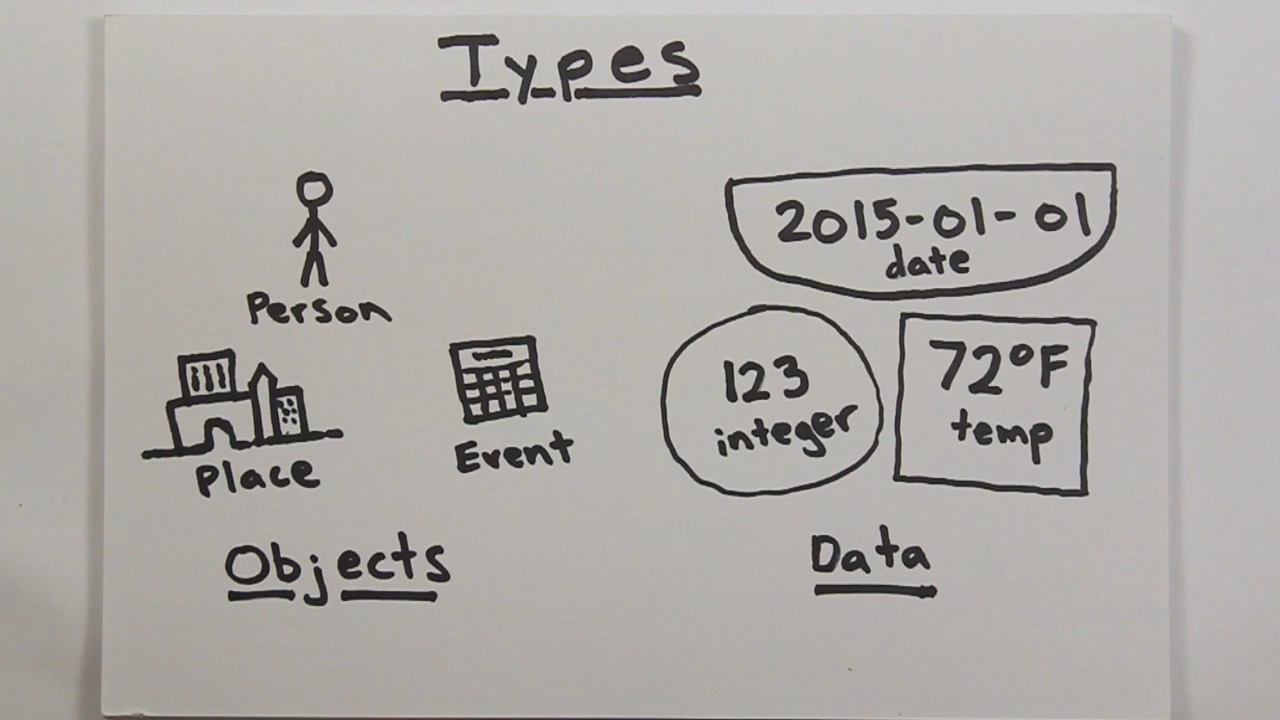 Types
Person
Place
Event
Objects
2015-01-01
date
123
integer
72°F
temp
Data